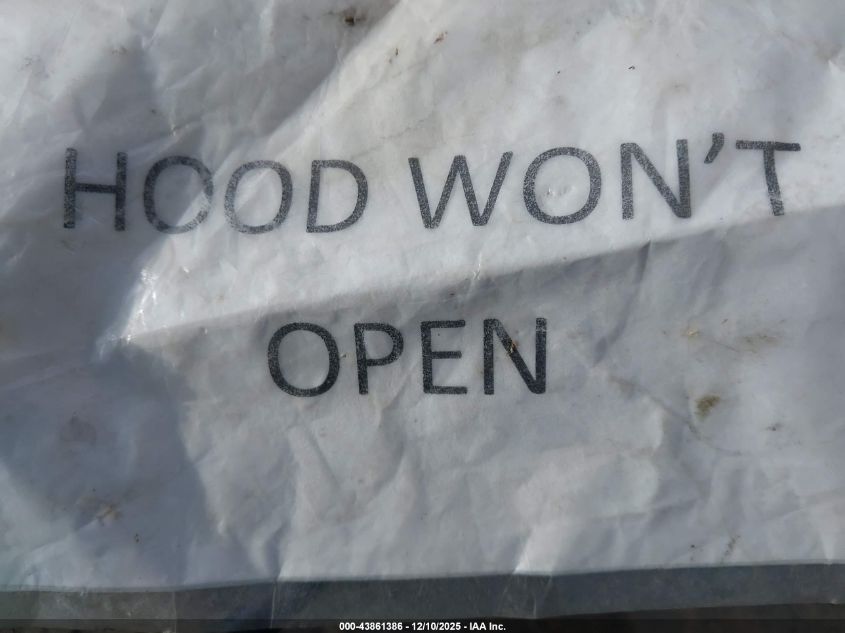 HOOD WON'T
OPEN
000-43861386 - 12/10/2025 - IAA Inc.